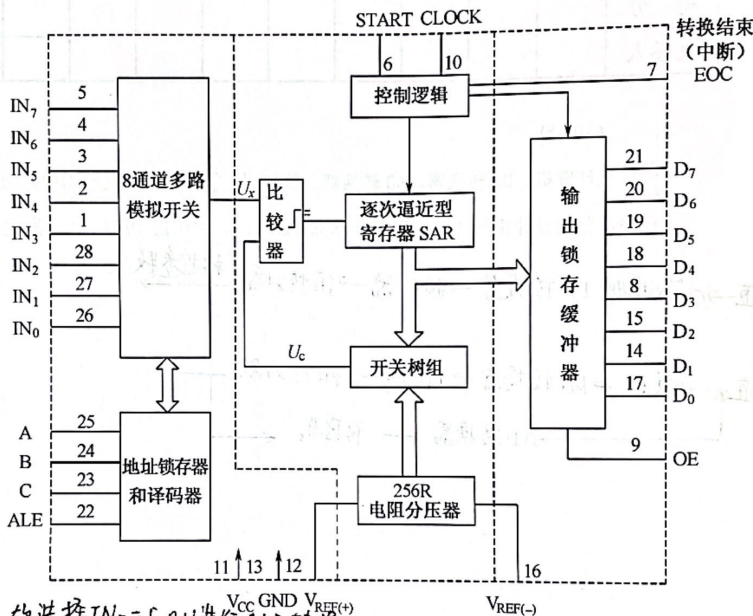 START CLOCK
6 10
转换结束
(中断)
7 EOC
控制逻辑
IN₇ 5
IN₆ 4
IN₅ 3
IN₄ 2
IN₃ 1
IN₂ 28
IN₁ 27
IN₀ 26
8通道多路
模拟开关
Uₓ
比较器
逐次逼近型
寄存器 SAR
U꜀
开关树组
输出锁存缓冲器
21 D₇
20 D₆
19 D₅
18 D₄
8 D₃
15 D₂
14 D₁
17 D₀
9 OE
A 25
B 24
C 23
ALE 22
地址锁存器
和译码器
256R
电阻分压器
11 13 12 16
V_CC GND V_REF(+) V_REF(−)